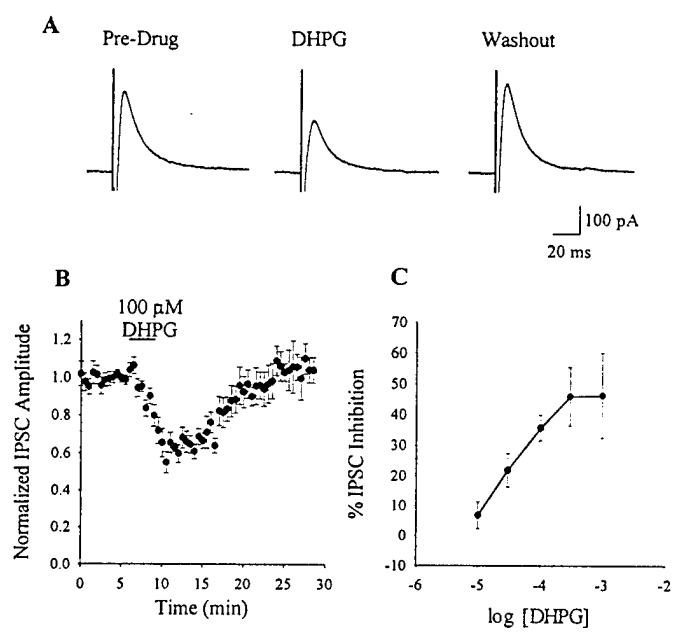 A
Pre-Drug DHPG Washout
100 pA
20 ms
B
100 µM
DHPG
Normalized IPSC Amplitude
1.2
1.0
0.8
0.6
0.4
0.2
0.0
0 5 10 15 20 25 30
Time (min)
C
% IPSC Inhibition
70
60
50
40
30
20
10
0
-10
-6 -5 -4 -3 -2
log [DHPG]